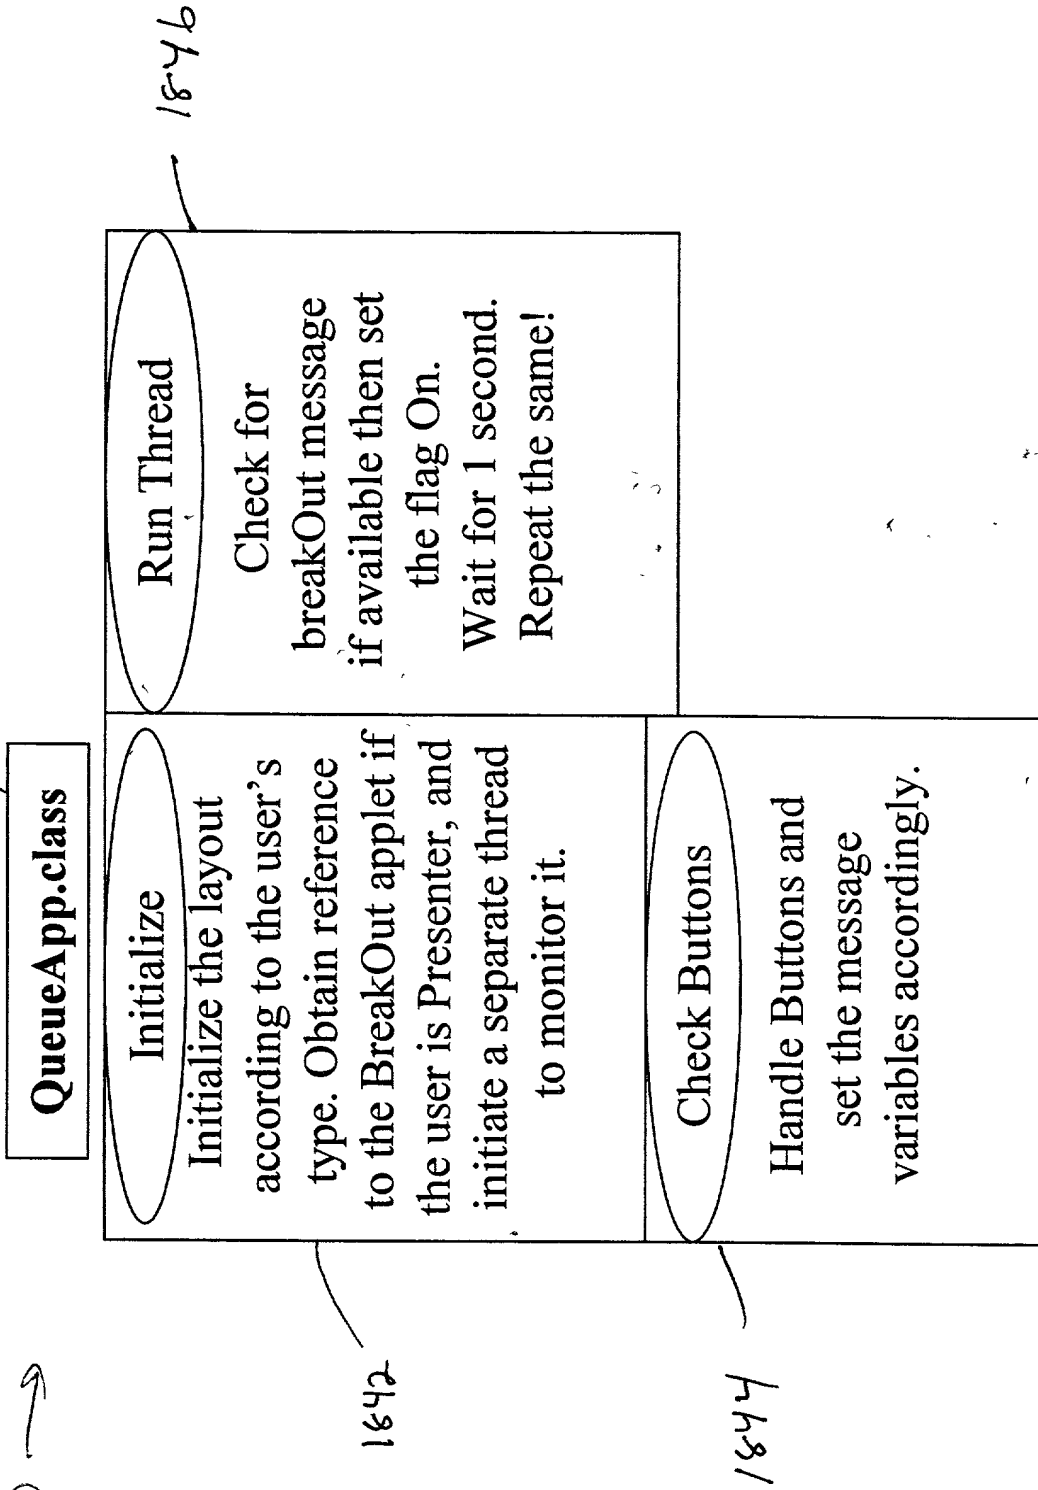 QueueApp.class
Initialize
Initialize the layout
according to the user's
type. Obtain reference
to the BreakOut applet if
the user is Presenter, and
initiate a separate thread
to monitor it.
1842
Check Buttons
Handle Buttons and
set the message
variables accordingly.
1844
Run Thread
Check for
breakOut message
if available then set
the flag On.
Wait for 1 second.
Repeat the same!
1846